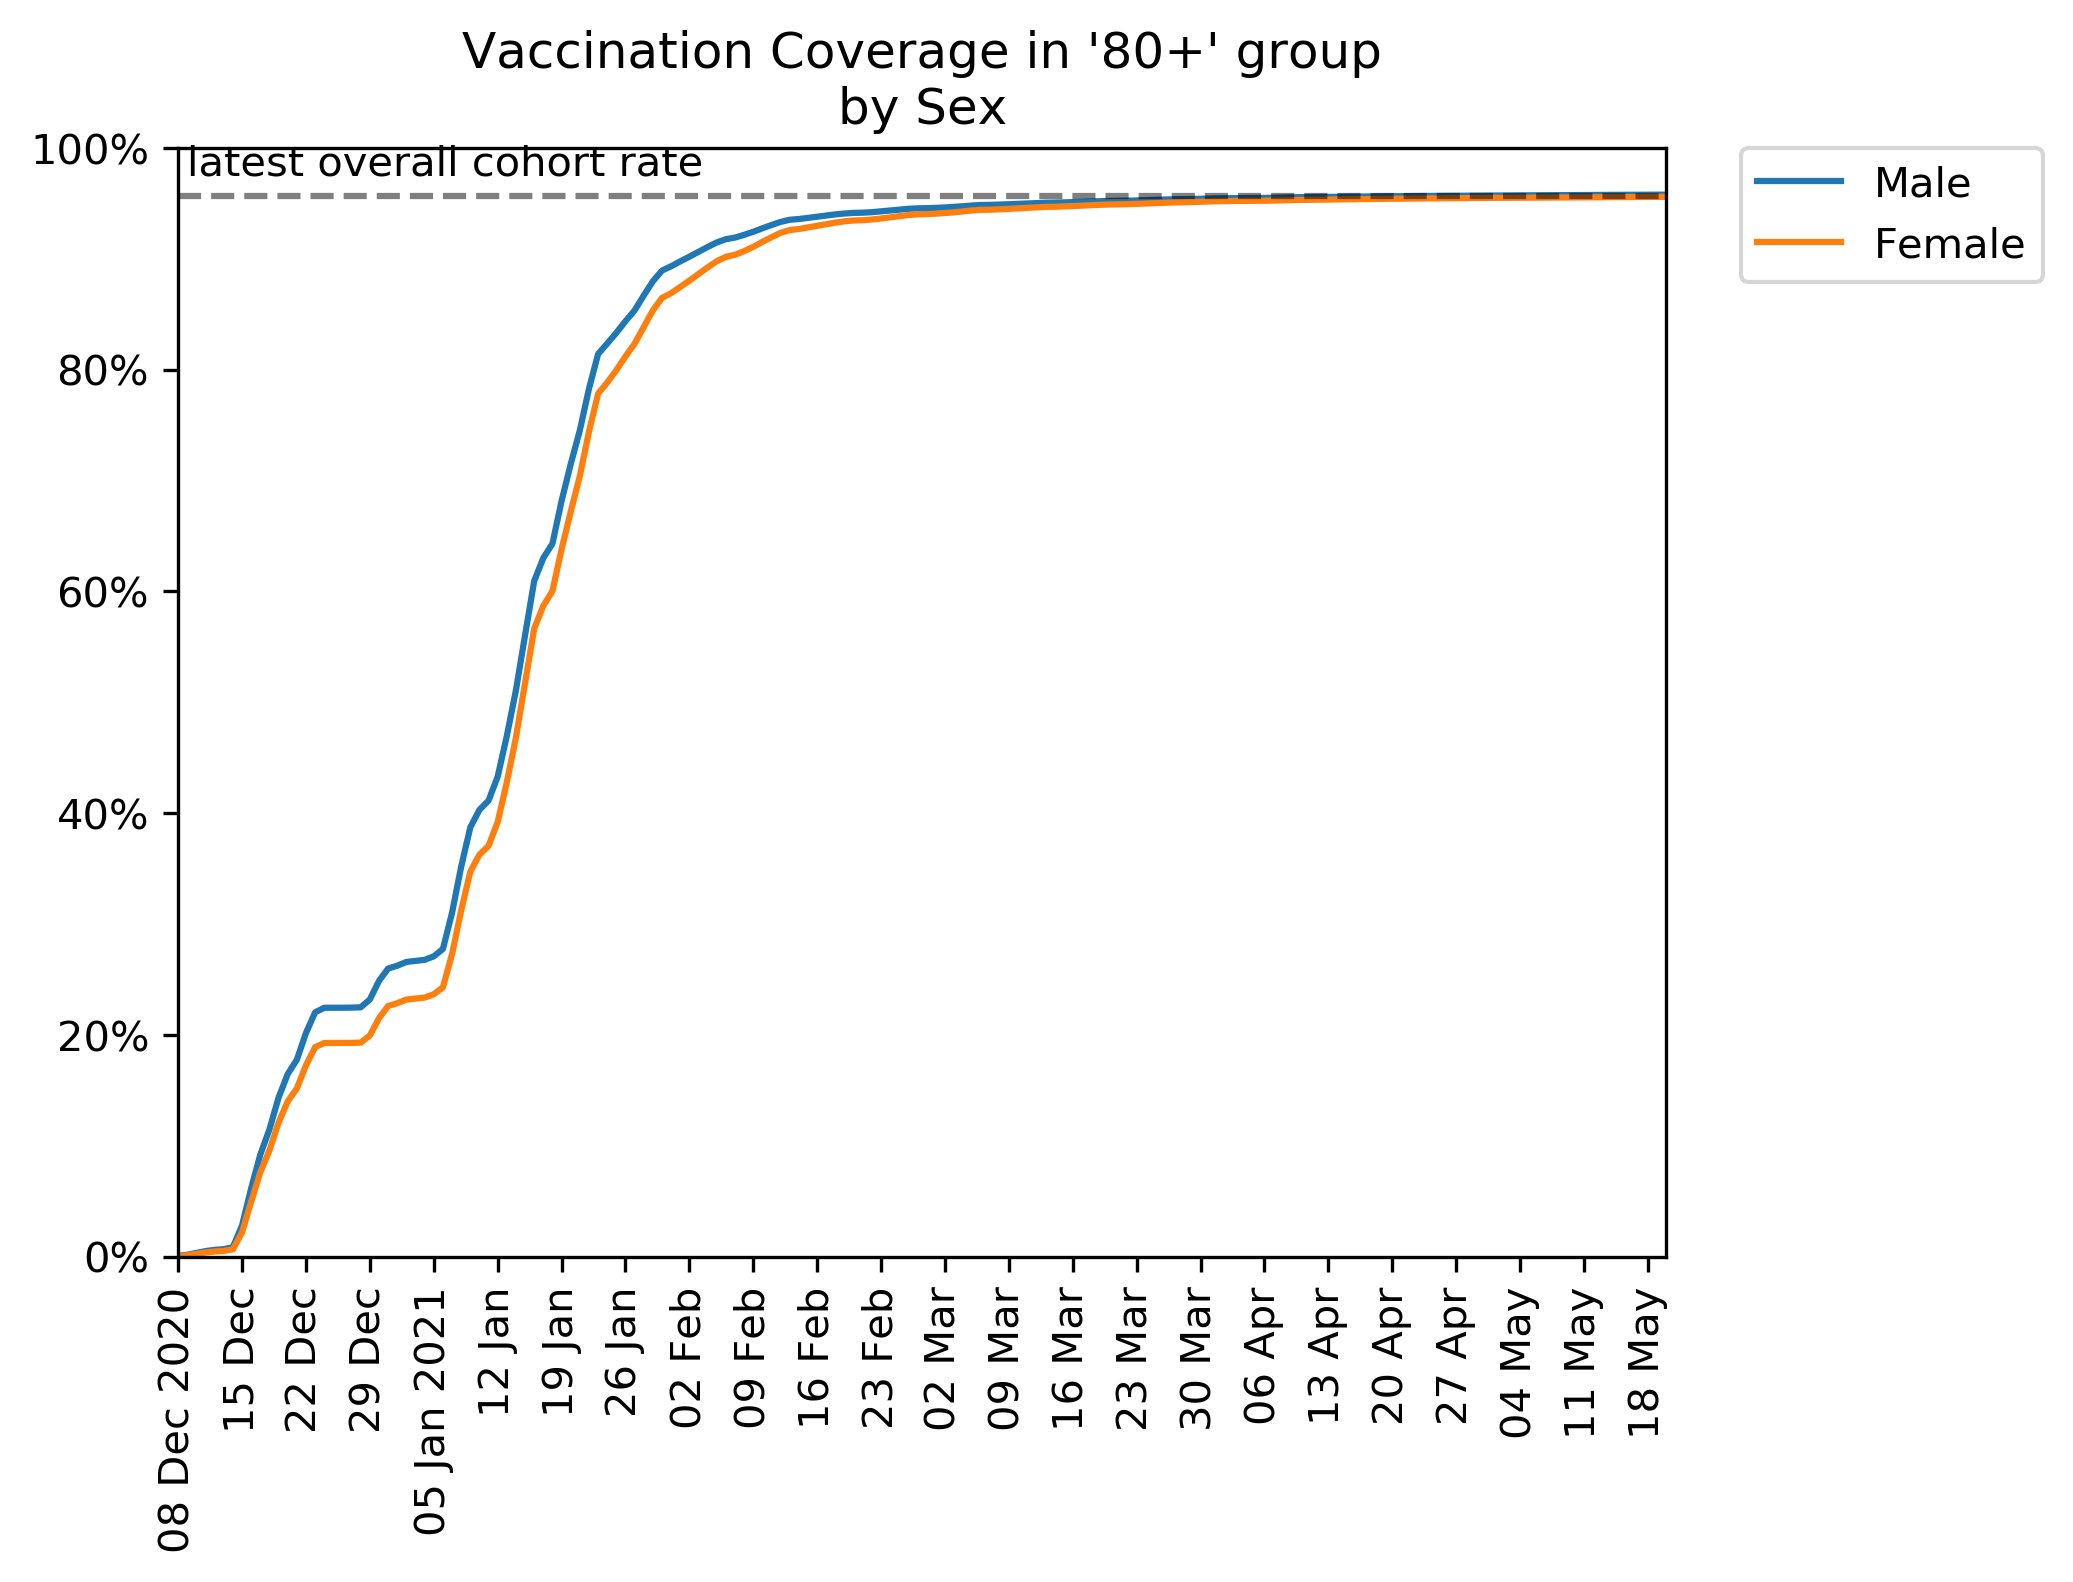 Vaccination Coverage in '80+' group
by Sex
100%
80%
60%
40%
20%
0%
latest overall cohort rate
Male
Female
08 Dec 2020
15 Dec
22 Dec
29 Dec
05 Jan 2021
12 Jan
19 Jan
26 Jan
02 Feb
09 Feb
16 Feb
23 Feb
02 Mar
09 Mar
16 Mar
23 Mar
30 Mar
06 Apr
13 Apr
20 Apr
27 Apr
04 May
11 May
18 May